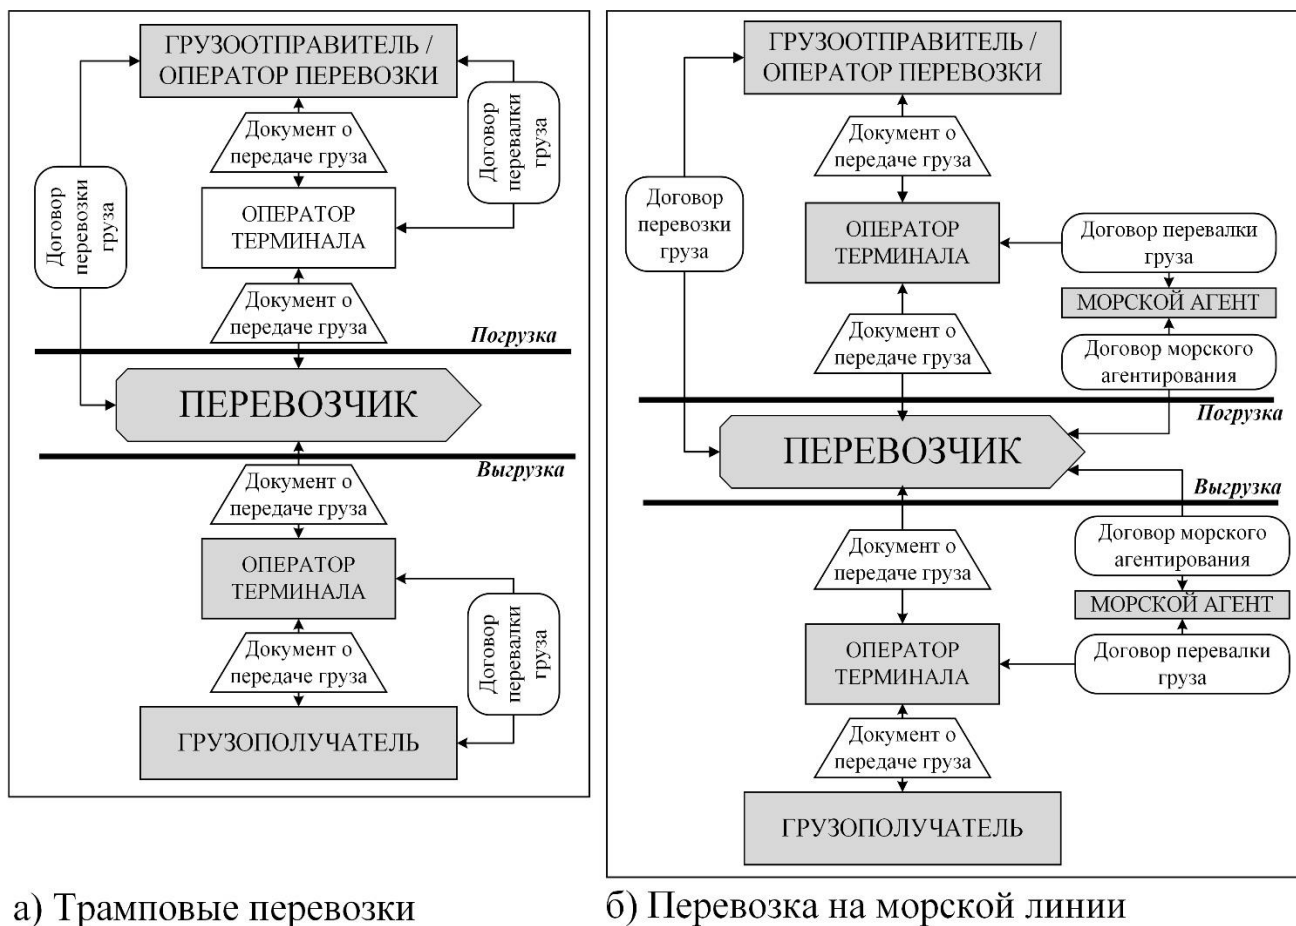 ГРУЗООТПРАВИТЕЛЬ /
ОПЕРАТОР ПЕРЕВОЗКИ
Документ о
передаче груза
Договор
перевалки
груза
Договор
перевозки
груза
ОПЕРАТОР
ТЕРМИНАЛА
Документ о
передаче груза
Погрузка
ПЕРЕВОЗЧИК
Выгрузка
Документ о
передаче груза
ОПЕРАТОР
ТЕРМИНАЛА
Документ о
передаче груза
Договор
перевалки
груза
ГРУЗОПОЛУЧАТЕЛЬ
а) Трамповые перевозки
ГРУЗООТПРАВИТЕЛЬ /
ОПЕРАТОР ПЕРЕВОЗКИ
Документ о
передаче груза
Договор
перевозки
груза
ОПЕРАТОР
ТЕРМИНАЛА
Договор перевалки
груза
МОРСКОЙ АГЕНТ
Документ о
передаче груза
Договор морского
агентирования
Погрузка
ПЕРЕВОЗЧИК
Выгрузка
Документ о
передаче груза
Договор морского
агентирования
МОРСКОЙ АГЕНТ
ОПЕРАТОР
ТЕРМИНАЛА
Договор перевалки
груза
Документ о
передаче груза
ГРУЗОПОЛУЧАТЕЛЬ
б) Перевозка на морской линии